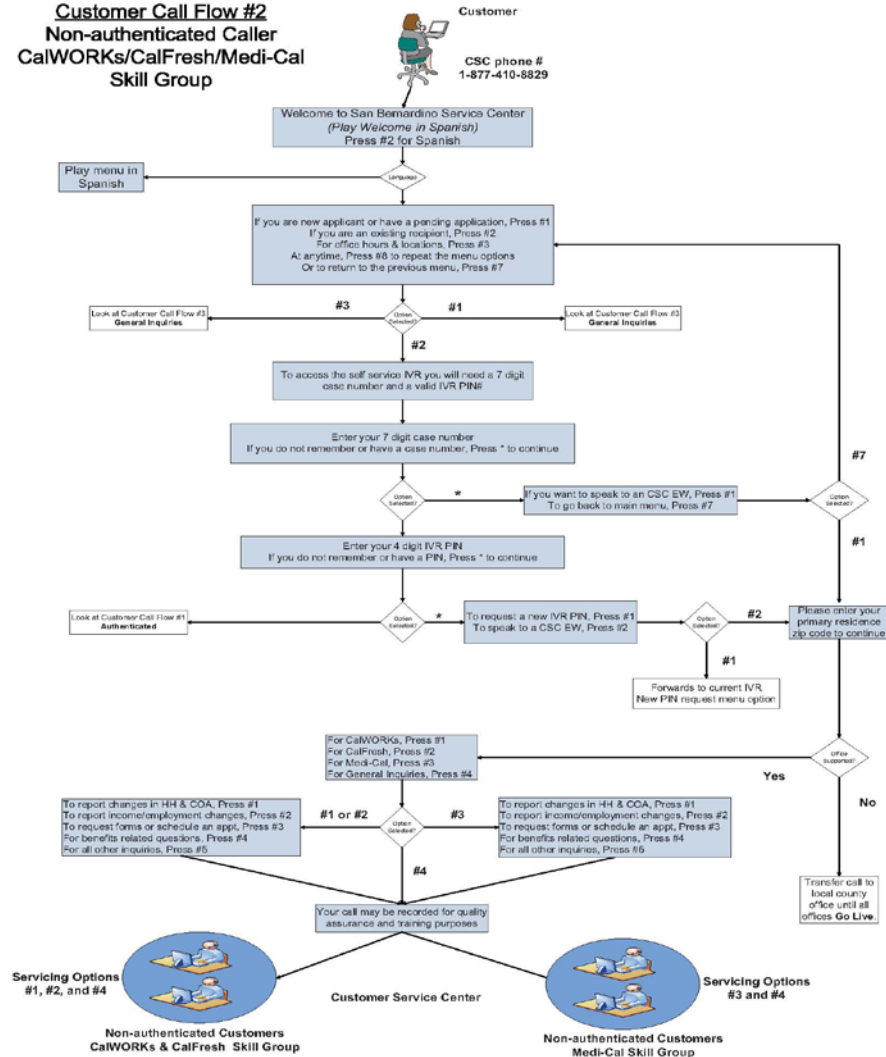 Customer Call Flow #2
Non-authenticated Caller
CalWORKs/CalFresh/Medi-Cal
Skill Group
Customer
CSC phone #
1-877-410-8829
Welcome to San Bernardino Service Center
(Play Welcome in Spanish)
Press #2 for Spanish
Play menu in
Spanish
Language
If you are new applicant or have a pending application, Press #1
If you are an existing recipient, Press #2
For office hours & locations, Press #3
At anytime, Press #8 to repeat the menu options
Or to return to the previous menu, Press #7
#3
#1
Look at Customer Call Flow #3
General Inquiries
Option
Selected?
Look at Customer Call Flow #3
General Inquiries
#2
To access the self service IVR you will need a 7 digit
case number and a valid IVR PIN#
Enter your 7 digit case number
If you do not remember or have a case number, Press * to continue
#7
Option
Selected?
*
If you want to speak to an CSC EW, Press #1
To go back to main menu, Press #7
Option
Selected?
#1
Enter your 4 digit IVR PIN
If you do not remember or have a PIN, Press * to continue
Look at Customer Call Flow #1
Authenticated
Option
Selected?
*
To request a new IVR PIN, Press #1
To speak to a CSC EW, Press #2
Option
Selected?
#2
Please enter your
primary residence
zip code to continue
#1
Forwards to current IVR
New PIN request menu option
For CalWORKs, Press #1
For CalFresh, Press #2
For Medi-Cal, Press #3
For General Inquiries, Press #4
Office
Supported?
Yes
No
To report changes in HH & COA, Press #1
To report income/employment changes, Press #2
To request forms or schedule an appt, Press #3
For benefits related questions, Press #4
For all other inquiries, Press #5
#1 or #2
Option
Selected?
#3
To report changes in HH & COA, Press #1
To report income/employment changes, Press #2
To request forms or schedule an appt, Press #3
For benefits related questions, Press #4
For all other inquiries, Press #5
#4
Transfer call to
local county
office until all
offices Go Live.
Your call may be recorded for quality
assurance and training purposes
Servicing Options
#1, #2, and #4
Customer Service Center
Servicing Options
#3 and #4
Non-authenticated Customers
CalWORKs & CalFresh Skill Group
Non-authenticated Customers
Medi-Cal Skill Group